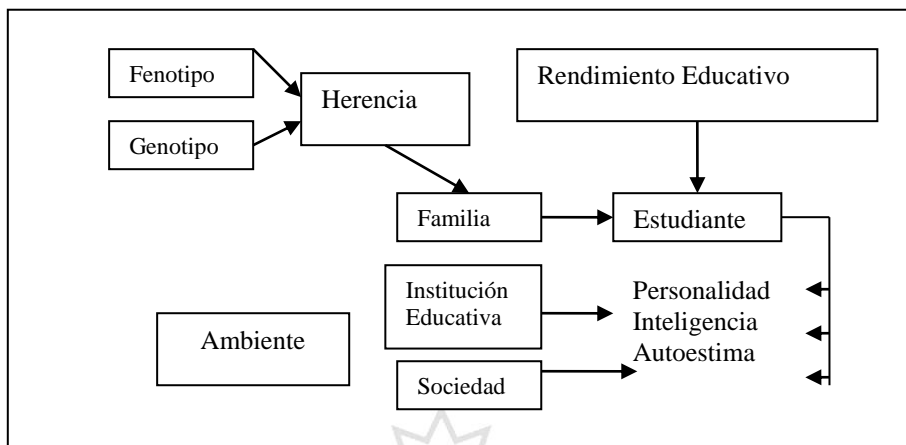 Fenotipo
Herencia
Rendimiento Educativo
Genotipo
Familia
Estudiante
Institución
Educativa
Personalidad
Inteligencia
Autoestima
Ambiente
Sociedad